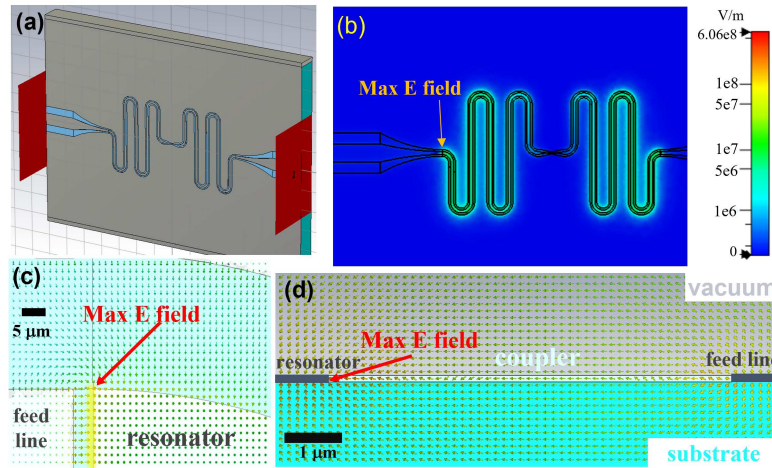 (a)
(b)
Max E field
V/m
6.06e8
1e8
5e7
1e7
5e6
1e6
0
(c)
5 μm
Max E field
feed
line
resonator
(d)
vacuum
Max E field
resonator
coupler
feed line
1 μm
substrate